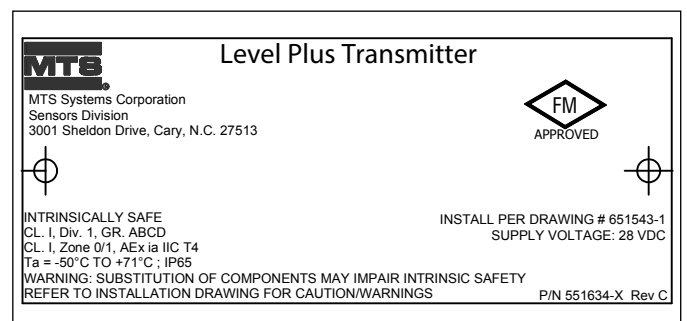 Level Plus Transmitter
MTS
MTS Systems Corporation
Sensors Division
3001 Sheldon Drive, Cary, N.C. 27513
FM
APPROVED
INTRINSICALLY SAFE
CL. I, Div. 1, GR. ABCD
CL. I, Zone 0/1, AEx ia IIC T4
Ta = -50°C TO +71°C ; IP65
INSTALL PER DRAWING # 651543-1
SUPPLY VOLTAGE: 28 VDC
WARNING: SUBSTITUTION OF COMPONENTS MAY IMPAIR INTRINSIC SAFETY
REFER TO INSTALLATION DRAWING FOR CAUTION/WARNINGS
P/N 551634-X Rev C